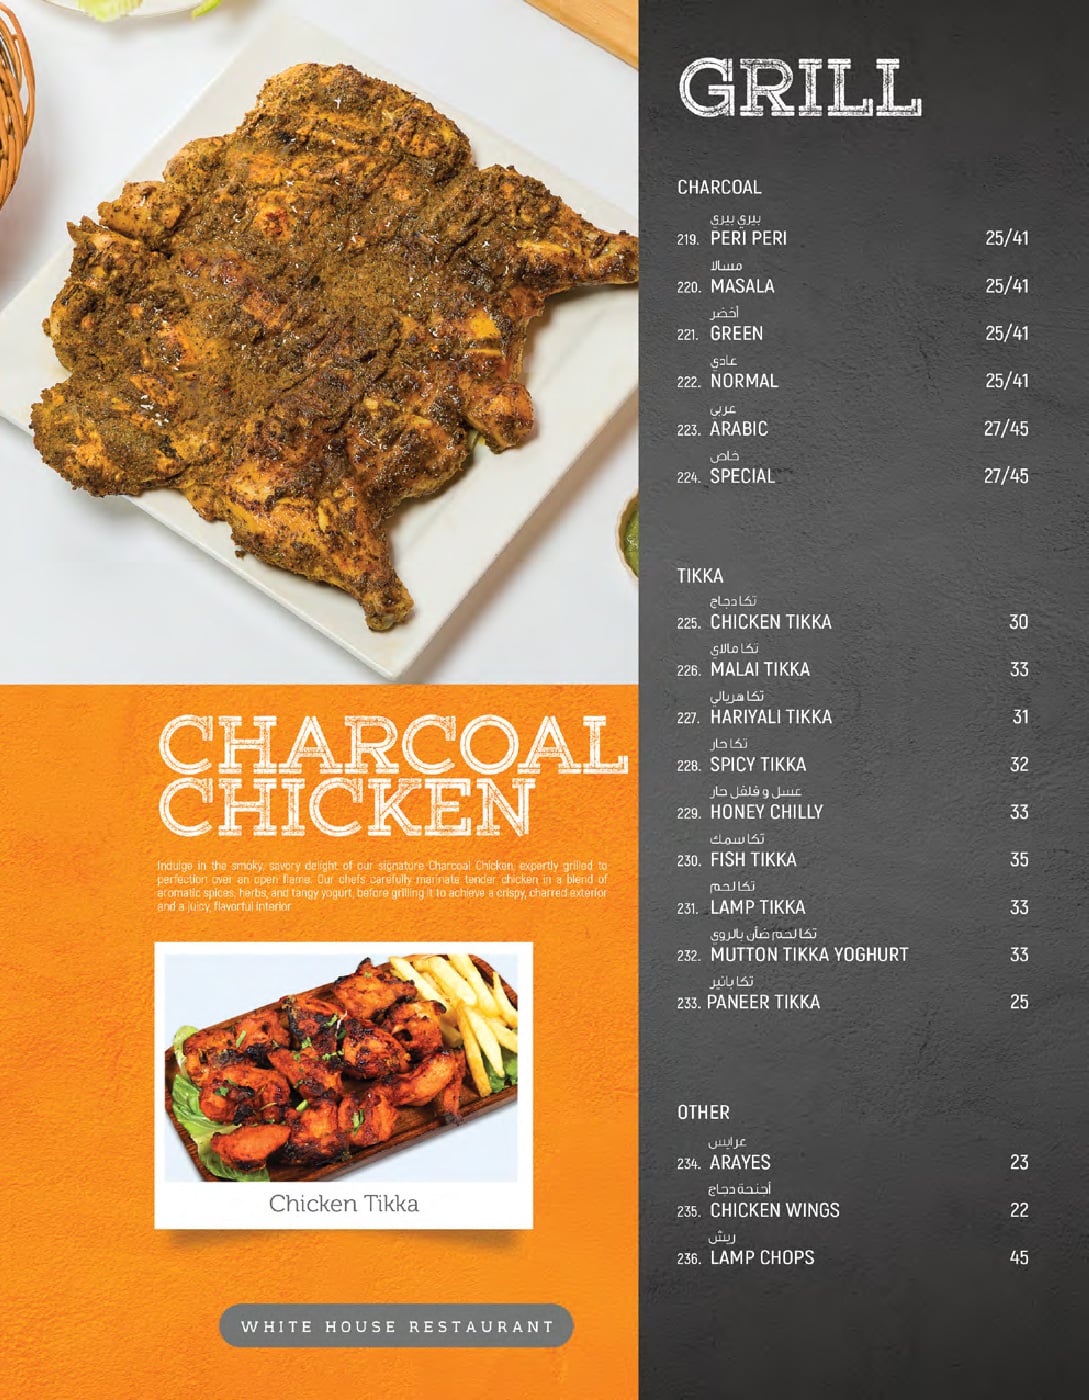 GRILL
CHARCOAL
بيري بيري
219. PERI PERI 25/41
مسالا
220. MASALA 25/41
أخضر
221. GREEN 25/41
عادي
222. NORMAL 25/41
عربي
223. ARABIC 27/45
خاص
224. SPECIAL 27/45
TIKKA
تكا دجاج
225. CHICKEN TIKKA 30
تكا مالاي
226. MALAI TIKKA 33
تكا هريالي
227. HARIYALI TIKKA 31
تكا حار
228. SPICY TIKKA 32
عسل و فلفل حار
229. HONEY CHILLY 33
تكا سمك
230. FISH TIKKA 35
تكا لحم
231. LAMP TIKKA 33
تكا لحم ضأن بالروي
232. MUTTON TIKKA YOGHURT 33
تكا بانير
233. PANEER TIKKA 25
OTHER
عرايس
234. ARAYES 23
أجنحة دجاج
235. CHICKEN WINGS 22
ريش
236. LAMP CHOPS 45
CHARCOAL
CHICKEN
Indulge in the smoky, savory delight of our signature Charcoal Chicken, expertly grilled to
perfection over an open flame. Our chefs carefully marinate tender chicken in a blend of
aromatic spices, herbs, and tangy yogurt, before grilling it to achieve a crispy, charred exterior
and a juicy, flavorful interior
Chicken Tikka
WHITE HOUSE RESTAURANT